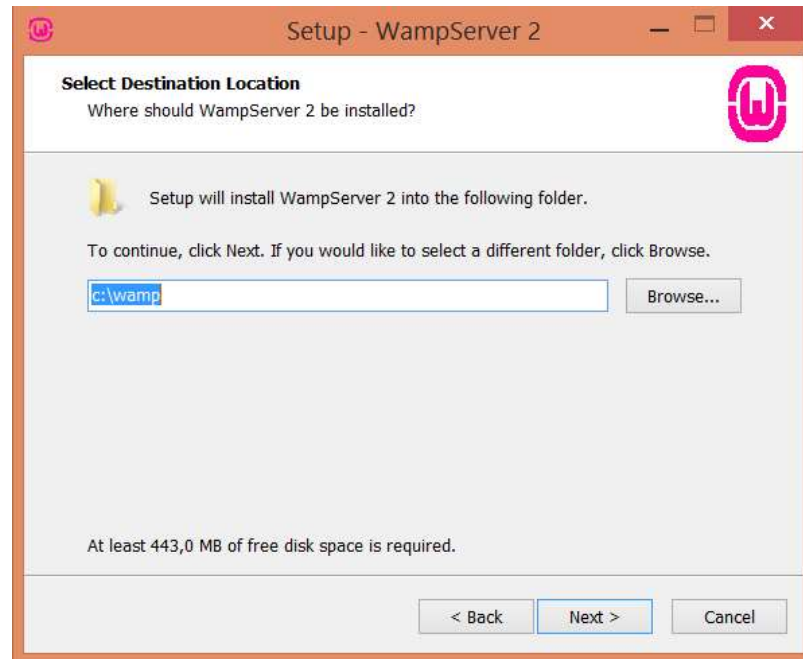 Setup - WampServer 2
Select Destination Location
Where should WampServer 2 be installed?
Setup will install WampServer 2 into the following folder.
To continue, click Next. If you would like to select a different folder, click Browse.
c:\wamp
Browse...
At least 443,0 MB of free disk space is required.
< Back
Next >
Cancel